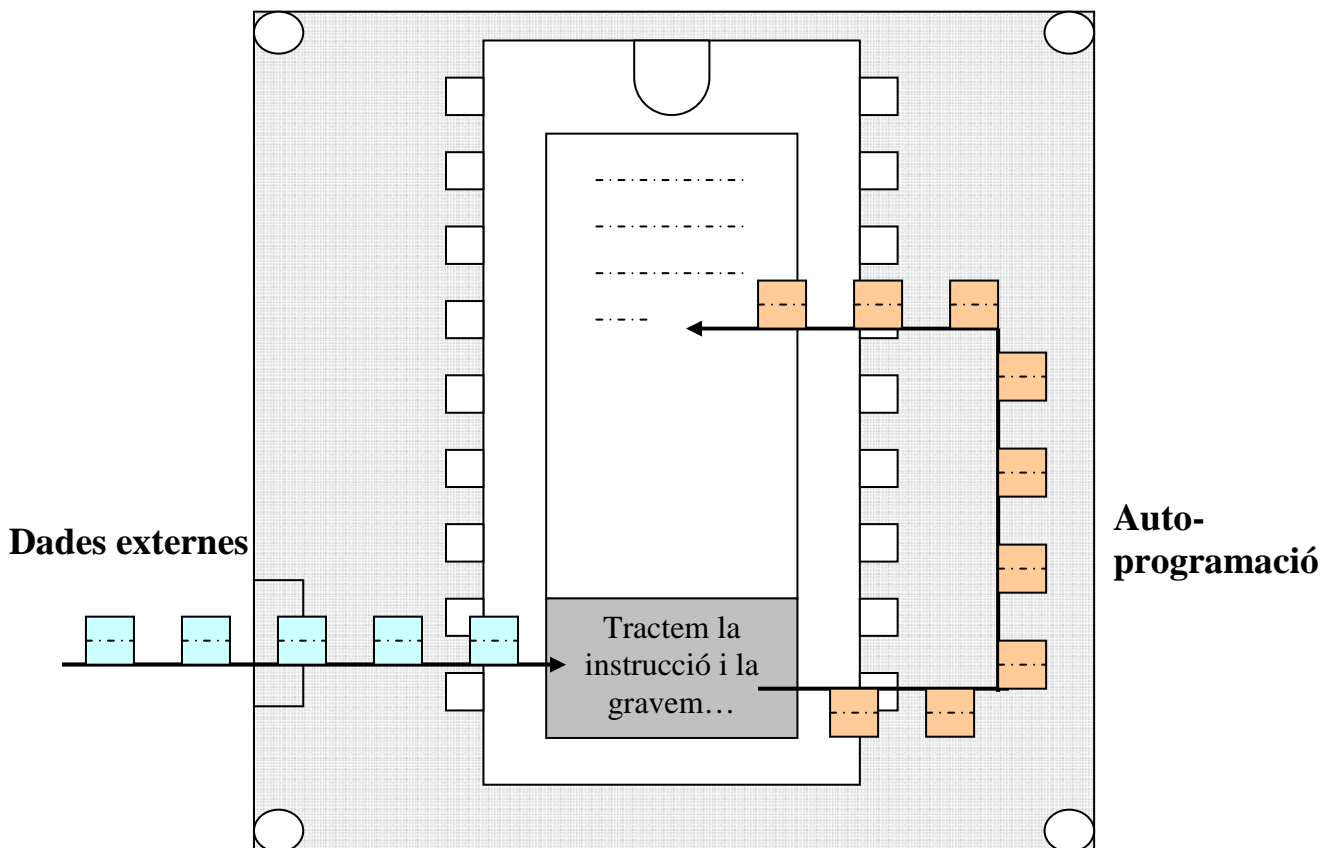 Dades externes
Auto-
programació
Tractem la
instrucció i la
gravem…